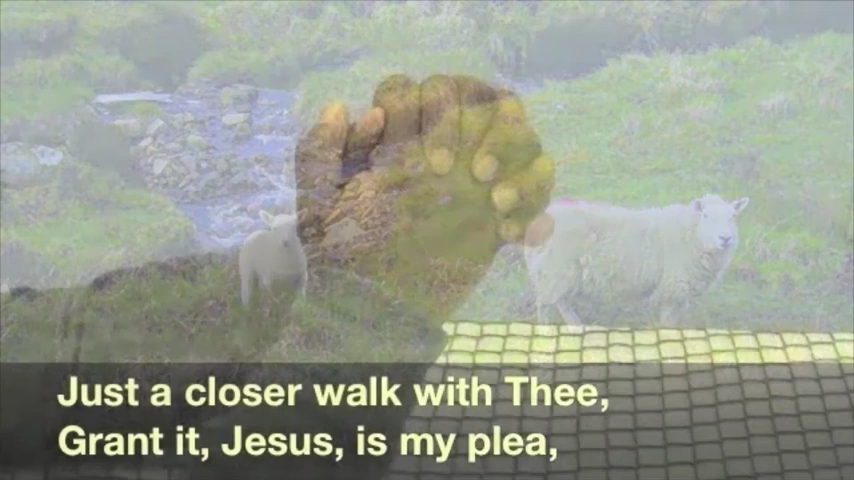 Just a closer walk with Thee,
Grant it, Jesus, is my plea,